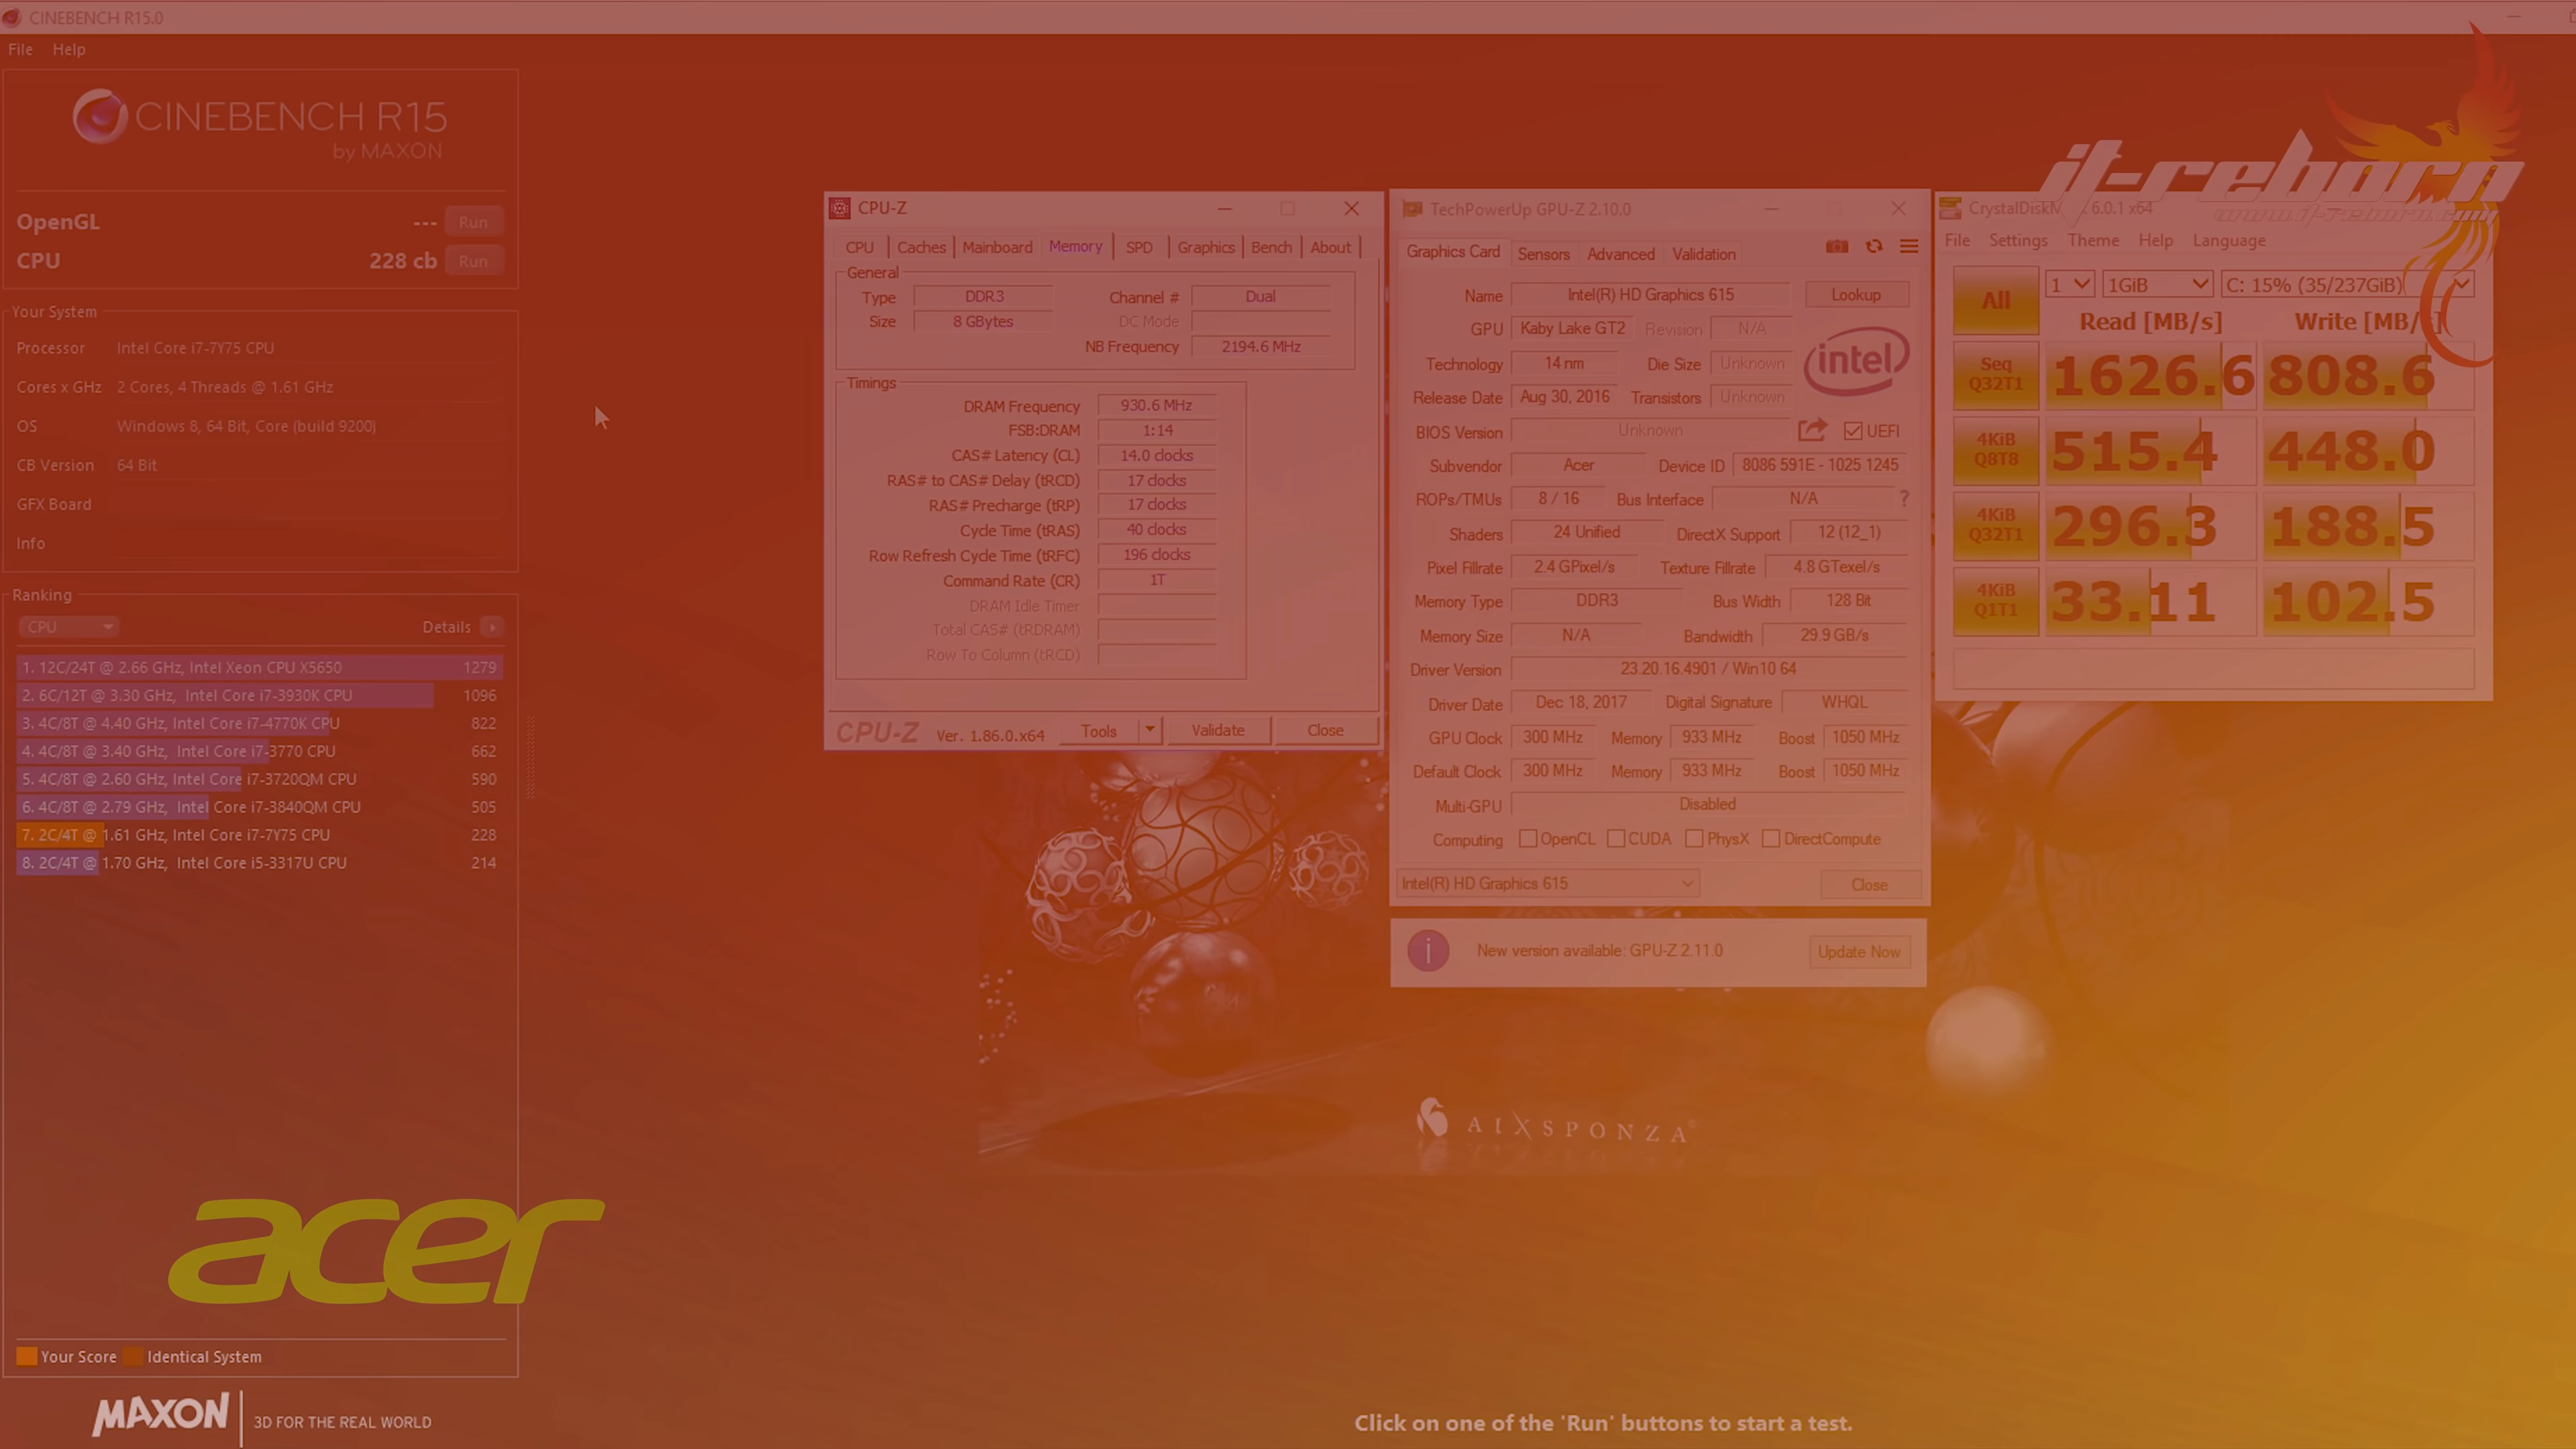 CINEBENCH R15.0
File Help
CINEBENCH R15
by MAXON
OpenGL --- Run
CPU 228 cb Run
Your System
Processor Intel Core i7-7Y75 CPU
Cores x GHz 2 Cores, 4 Threads @ 1.61 GHz
OS Windows 8, 64 Bit, Core (build 9200)
CB Version 64 Bit
GFX Board
Info
Ranking
CPU Details
1. 12C/24T @ 2.66 GHz, Intel Xeon CPU X5650 1279
2. 6C/12T @ 3.30 GHz, Intel Core i7-3930K CPU 1096
3. 4C/8T @ 4.40 GHz, Intel Core i7-4770K CPU 822
4. 4C/8T @ 3.40 GHz, Intel Core i7-3770 CPU 662
5. 4C/8T @ 2.60 GHz, Intel Core i7-3720QM CPU 590
6. 4C/8T @ 2.79 GHz, Intel Core i7-3840QM CPU 505
7. 2C/4T @ 1.61 GHz, Intel Core i7-7Y75 CPU 228
8. 2C/4T @ 1.70 GHz, Intel Core i5-3317U CPU 214
acer
Your Score Identical System
MAXON 3D FOR THE REAL WORLD
CPU-Z
CPU Caches Mainboard Memory SPD Graphics Bench About
General
Type DDR3 Channel # Dual
Size 8 GBytes DC Mode
NB Frequency 2194.6 MHz
Timings
DRAM Frequency 930.6 MHz
FSB:DRAM 1:14
CAS# Latency (CL) 14.0 clocks
RAS# to CAS# Delay (tRCD) 17 clocks
RAS# Precharge (tRP) 17 clocks
Cycle Time (tRAS) 40 clocks
Row Refresh Cycle Time (tRFC) 196 clocks
Command Rate (CR) 1T
DRAM Idle Timer
Total CAS# (tRDRAM)
Row To Column (tRCD)
CPU-Z Ver. 1.86.0.x64 Tools Validate Close
TechPowerUp GPU-Z 2.10.0
Graphics Card Sensors Advanced Validation
Name Intel(R) HD Graphics 615 Lookup
GPU Kaby Lake GT2 Revision N/A
intel
Technology 14 nm Die Size Unknown
Release Date Aug 30, 2016 Transistors Unknown
BIOS Version Unknown UEFI
Subvendor Acer Device ID 8086 591E - 1025 1245
ROPs/TMUs 8 / 16 Bus Interface N/A ?
Shaders 24 Unified DirectX Support 12 (12_1)
Pixel Fillrate 2.4 GPixel/s Texture Fillrate 4.8 GTexel/s
Memory Type DDR3 Bus Width 128 Bit
Memory Size N/A Bandwidth 29.9 GB/s
Driver Version 23.20.16.4901 / Win10 64
Driver Date Dec 18, 2017 Digital Signature WHQL
GPU Clock 300 MHz Memory 933 MHz Boost 1050 MHz
Default Clock 300 MHz Memory 933 MHz Boost 1050 MHz
Multi-GPU Disabled
Computing OpenCL CUDA PhysX DirectCompute
Intel(R) HD Graphics 615 Close
i New version available: GPU-Z 2.11.0 Update Now
it-reborn
www.it-reborn.com
6.0.1 x64
File Settings Theme Help Language
All 1 1GiB C: 15% (35/237GiB)
Read [MB/s] Write [MB/s]
Seq Q32T1 1626.6 808.6
4KiB Q8T8 515.4 448.0
4KiB Q32T1 296.3 188.5
4KiB Q1T1 33.11 102.5
AIXSPONZA©
Click on one of the 'Run' buttons to start a test.